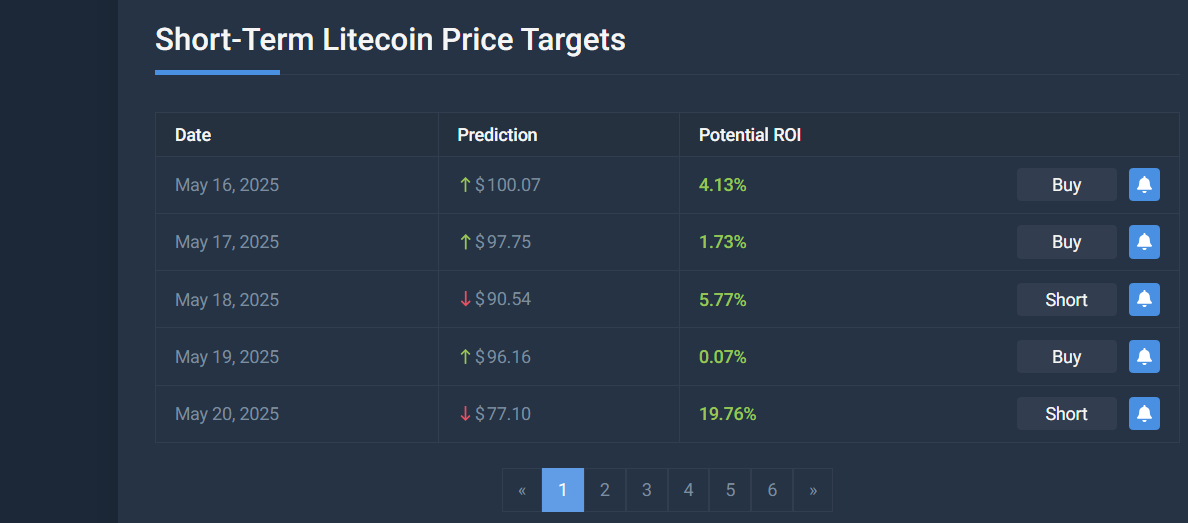 Short-Term Litecoin Price Targets
Date Prediction Potential ROI
May 16, 2025 ↑ $100.07 4.13% Buy
May 17, 2025 ↑ $97.75 1.73% Buy
May 18, 2025 ↓ $90.54 5.77% Short
May 19, 2025 ↑ $96.16 0.07% Buy
May 20, 2025 ↓ $77.10 19.76% Short
« 1 2 3 4 5 6 »